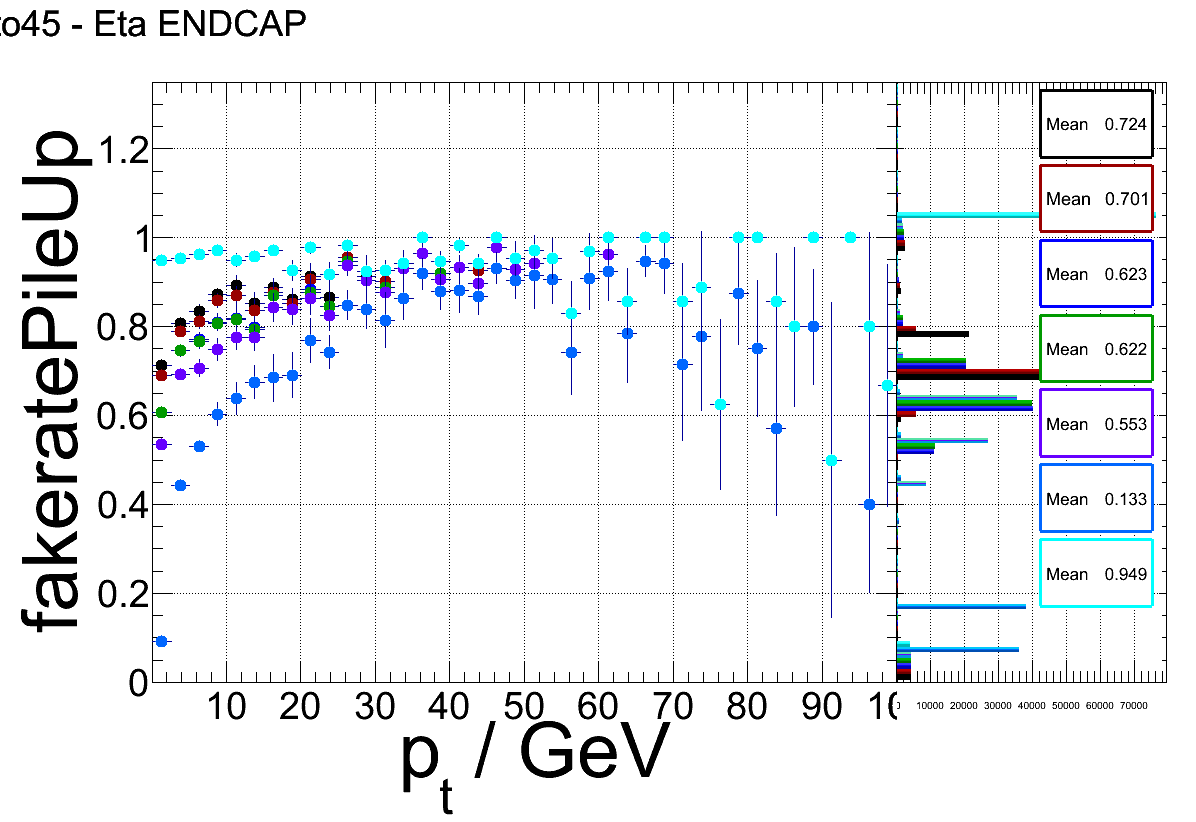 to45 - Eta ENDCAP
fakeratePileUp
1.2
1
0.8
0.6
0.4
0.2
0
10 20 30 40 50 60 70 80 90
p_t / GeV
10000 20000 30000 40000 50000 60000 70000
Mean 0.724
Mean 0.701
Mean 0.623
Mean 0.622
Mean 0.553
Mean 0.133
Mean 0.949